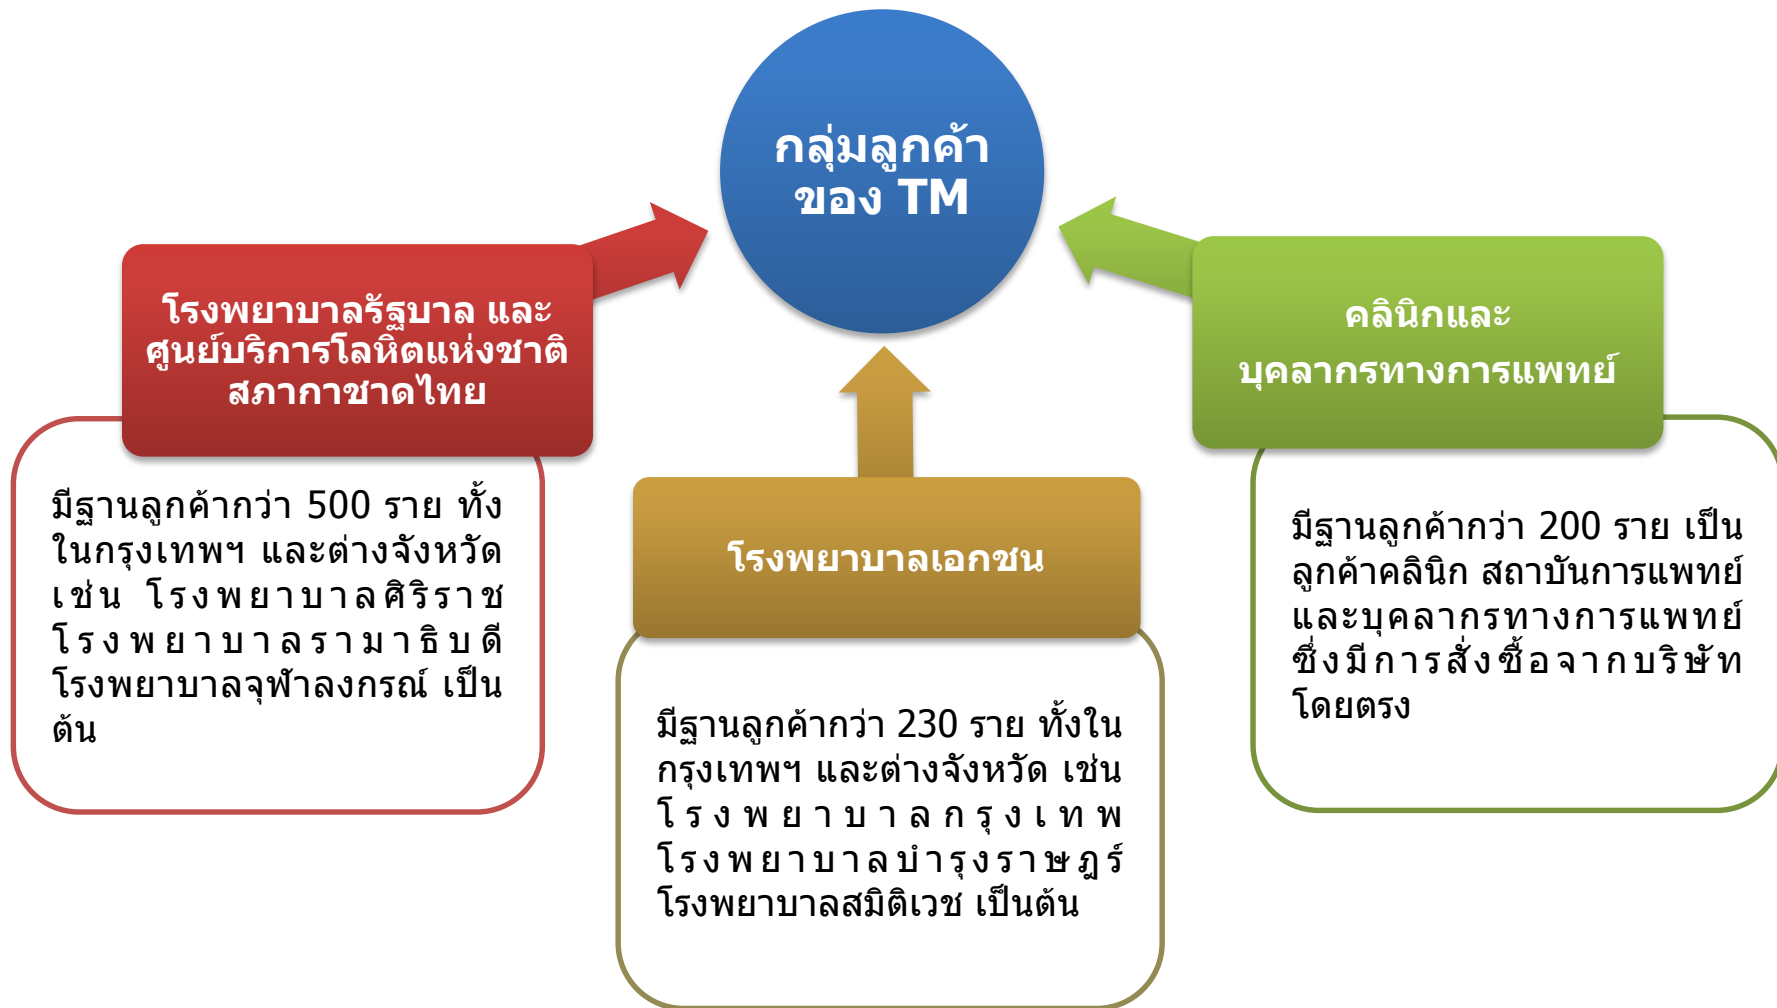 กลุ่มลูกค้า
ของ TM
โรงพยาบาลรัฐบาล และ
ศูนย์บริการโลหิตแห่งชาติ
สภากาชาดไทย
มีฐานลูกค้ากว่า 500 ราย ทั้ง
ในกรุงเทพฯ และต่างจังหวัด
เช่น โรงพยาบาลศิริราช
โรงพยาบาลรามาธิบดี
โรงพยาบาลจุฬาลงกรณ์ เป็น
ต้น
โรงพยาบาลเอกชน
มีฐานลูกค้ากว่า 230 ราย ทั้งใน
กรุงเทพฯ และต่างจังหวัด เช่น
โรงพยาบาลกรุงเทพ
โรงพยาบาลบำรุงราษฎร์
โรงพยาบาลสมิติเวช เป็นต้น
คลินิกและ
บุคลากรทางการแพทย์
มีฐานลูกค้ากว่า 200 ราย เป็น
ลูกค้าคลินิก สถาบันการแพทย์
และบุคลากรทางการแพทย์
ซึ่งมีการสั่งซื้อจากบริษัท
โดยตรง